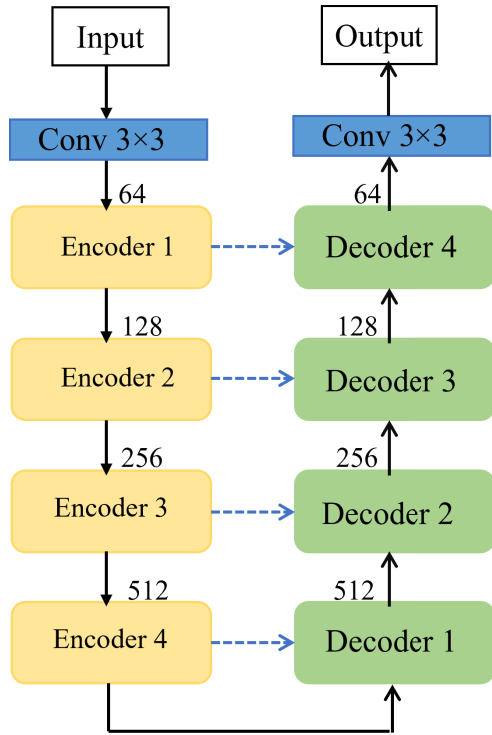 Input
Output
Conv 3×3
Conv 3×3
64
64
Encoder 1
Decoder 4
128
128
Encoder 2
Decoder 3
256
256
Encoder 3
Decoder 2
512
512
Encoder 4
Decoder 1